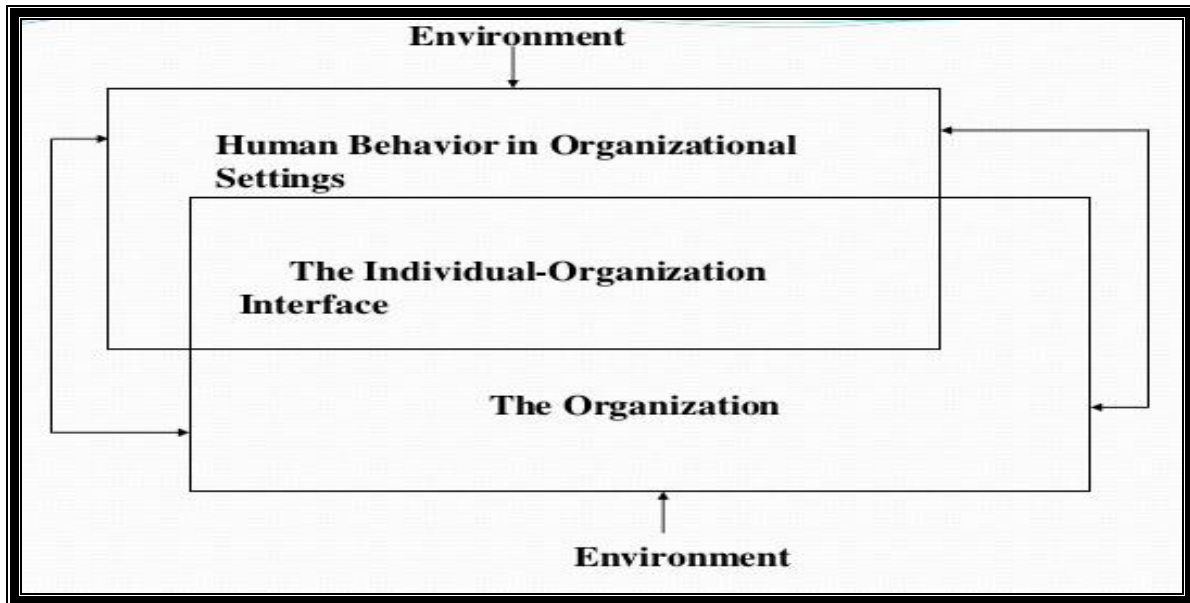 Environment
Human Behavior in Organizational
Settings
The Individual-Organization
Interface
The Organization
Environment